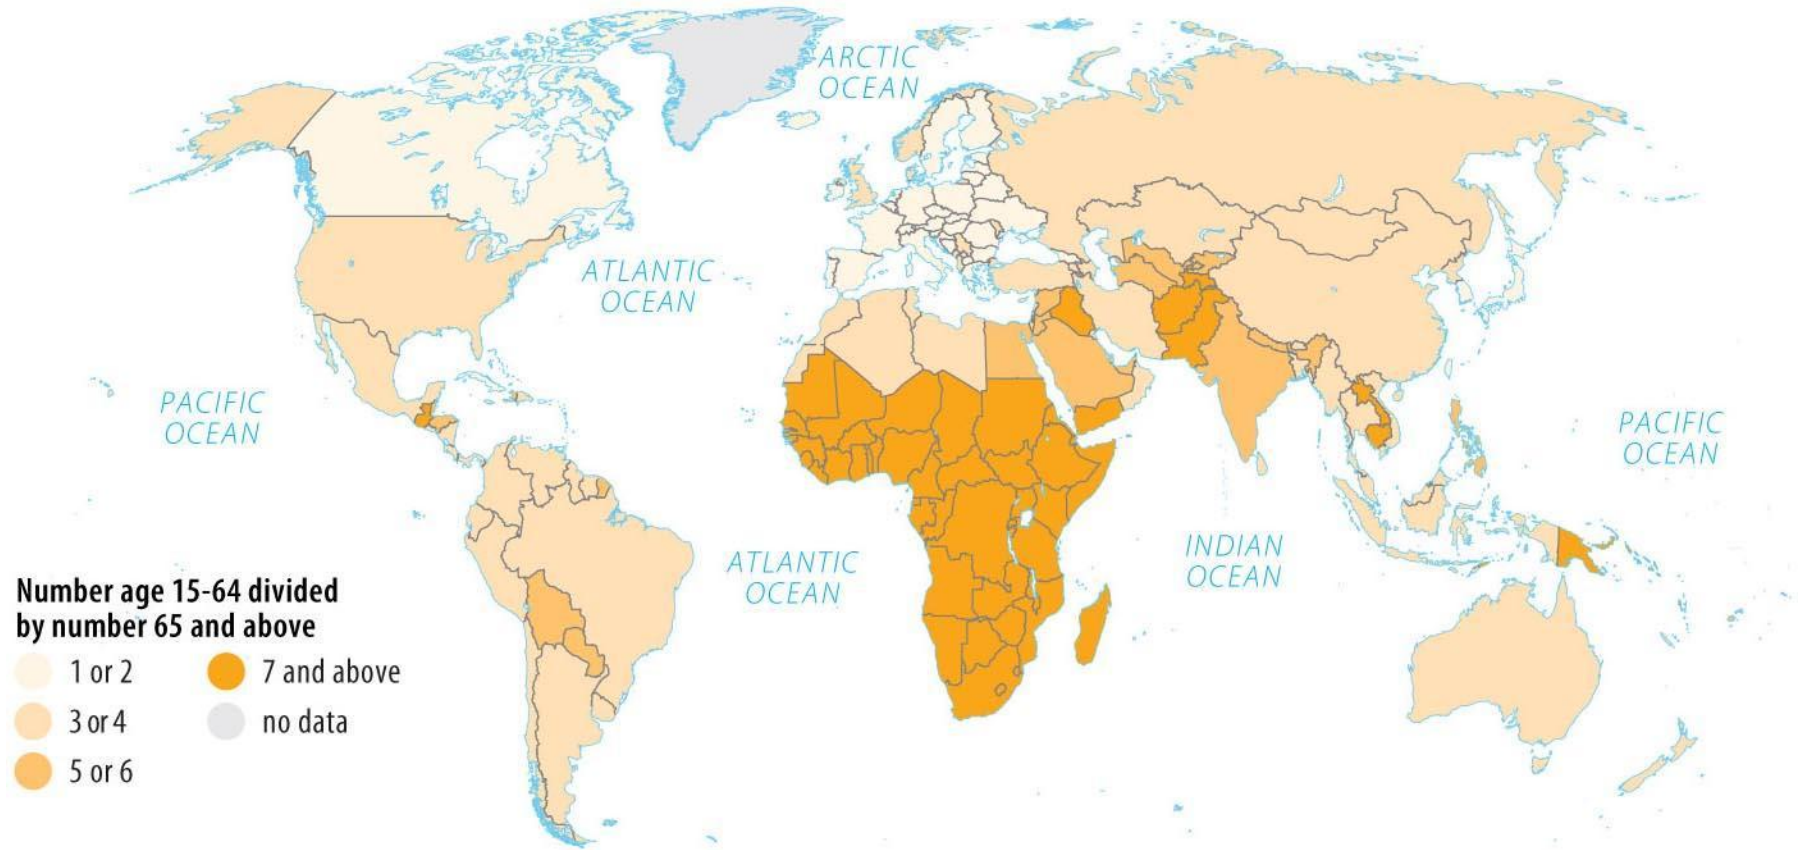 ARCTIC
OCEAN
ATLANTIC
OCEAN
PACIFIC
OCEAN
PACIFIC
OCEAN
INDIAN
OCEAN
ATLANTIC
OCEAN
Number age 15-64 divided
by number 65 and above
1 or 2
7 and above
3 or 4
no data
5 or 6